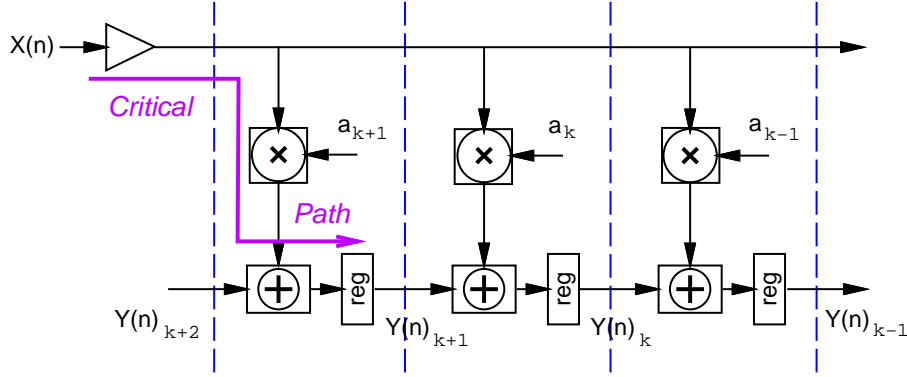 X(n)
Critical
a k+1
a k
a k-1
Path
reg
reg
reg
Y(n) k+2
Y(n) k+1
Y(n) k
Y(n) k-1